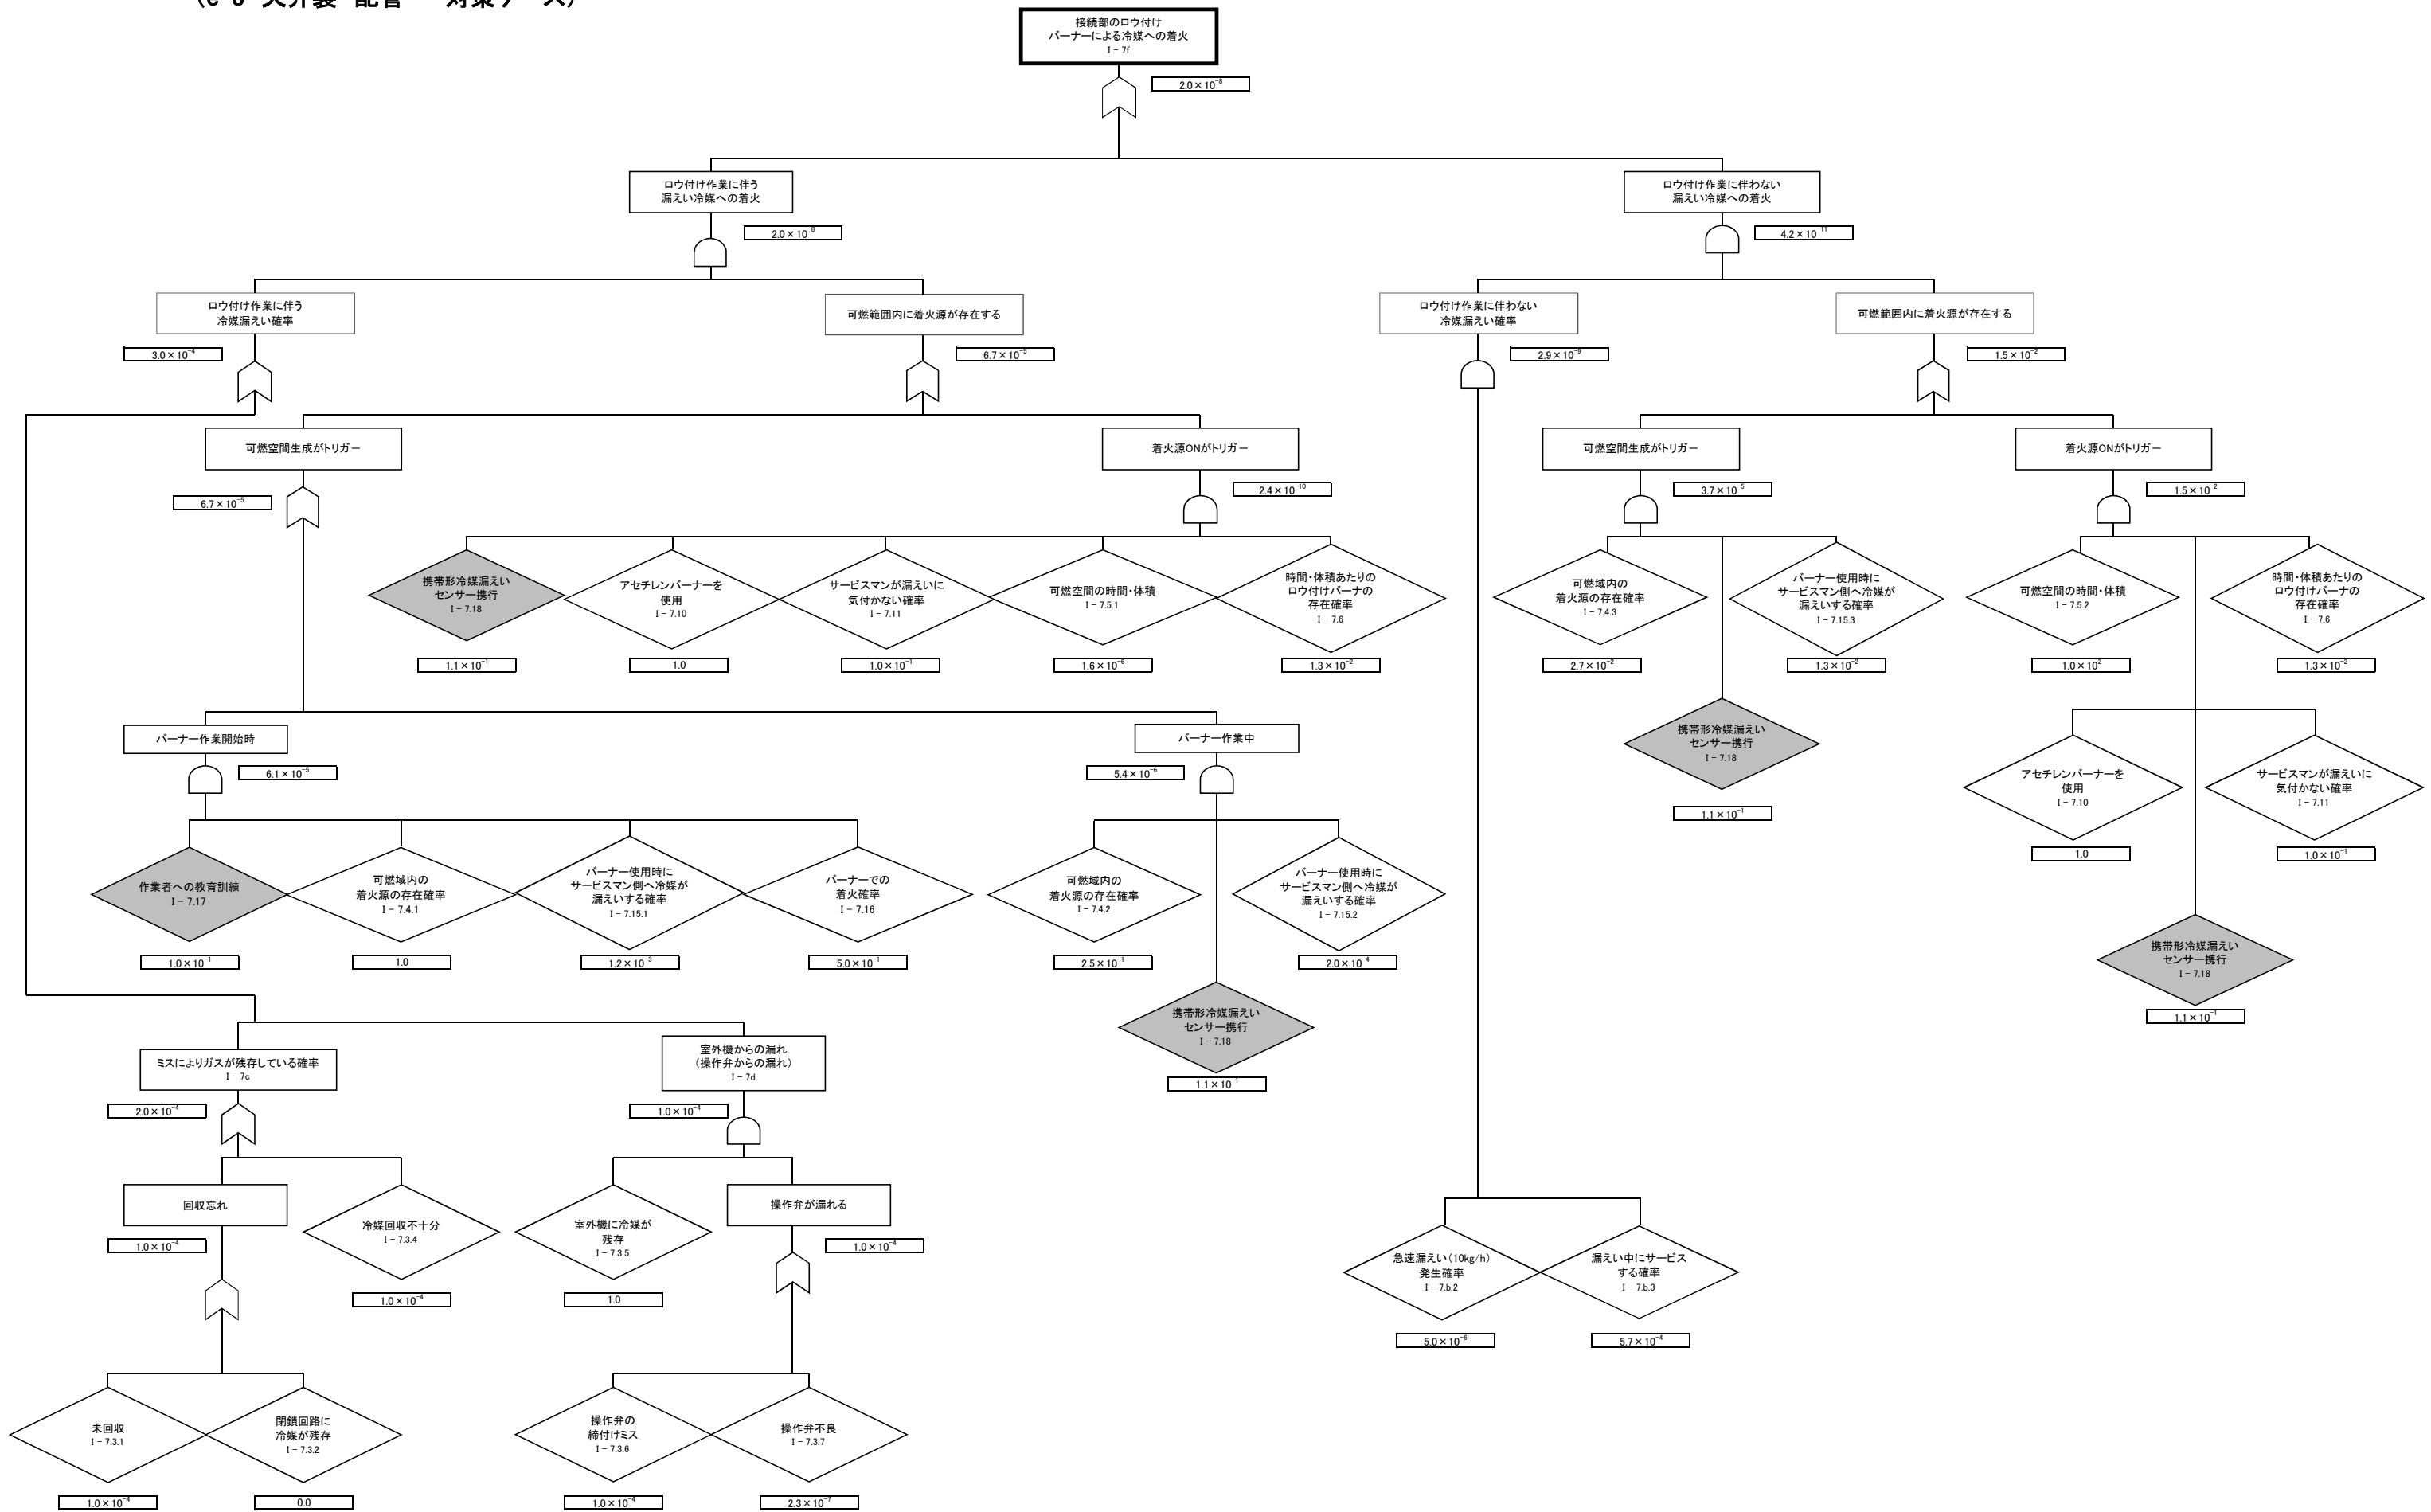 接続部のロウ付け
バーナーによる冷媒への着火
I－7f
2.0×10⁻⁸
ロウ付け作業に伴う
漏えい冷媒への着火
2.0×10⁻⁸
ロウ付け作業に伴わない
漏えい冷媒への着火
4.2×10⁻¹¹
ロウ付け作業に伴う
冷媒漏えい確率
3.0×10⁻⁴
可燃範囲内に着火源が存在する
6.7×10⁻⁵
ロウ付け作業に伴わない
冷媒漏えい確率
2.9×10⁻⁹
可燃範囲内に着火源が存在する
1.5×10⁻²
可燃空間生成がトリガー
6.7×10⁻⁵
着火源ONがトリガー
2.4×10⁻¹⁰
可燃空間生成がトリガー
3.7×10⁻⁵
着火源ONがトリガー
1.5×10⁻²
携帯形冷媒漏えい
センサー携行
I－7.18
1.1×10⁻¹
アセチレンバーナーを
使用
I－7.10
1.0
サービスマンが漏えいに
気付かない確率
I－7.11
1.0×10⁻¹
可燃空間の時間・体積
I－7.5.1
1.6×10⁻⁶
時間・体積あたりの
ロウ付けバーナの
存在確率
I－7.6
1.3×10⁻²
可燃域内の
着火源の存在確率
I－7.4.3
2.7×10⁻²
バーナー使用時に
サービスマン側へ冷媒が
漏えいする確率
I－7.15.3
1.3×10⁻²
可燃空間の時間・体積
I－7.5.2
1.0×10²
時間・体積あたりの
ロウ付けバーナの
存在確率
I－7.6
1.3×10⁻²
バーナー作業開始時
6.1×10⁻⁵
バーナー作業中
5.4×10⁻⁶
携帯形冷媒漏えい
センサー携行
I－7.18
1.1×10⁻¹
アセチレンバーナーを
使用
I－7.10
1.0
サービスマンが漏えいに
気付かない確率
I－7.11
1.0×10⁻¹
作業者への教育訓練
I－7.17
1.0×10⁻¹
可燃域内の
着火源の存在確率
I－7.4.1
1.0
バーナー使用時に
サービスマン側へ冷媒が
漏えいする確率
I－7.15.1
1.2×10⁻³
バーナーでの
着火確率
I－7.16
5.0×10⁻¹
可燃域内の
着火源の存在確率
I－7.4.2
2.5×10⁻¹
バーナー使用時に
サービスマン側へ冷媒が
漏えいする確率
I－7.15.2
2.0×10⁻⁴
携帯形冷媒漏えい
センサー携行
I－7.18
1.1×10⁻¹
携帯形冷媒漏えい
センサー携行
I－7.18
1.1×10⁻¹
ミスによりガスが残存している確率
I－7c
2.0×10⁻⁴
室外機からの漏れ
（操作弁からの漏れ）
I－7d
1.0×10⁻⁴
回収忘れ
1.0×10⁻⁴
冷媒回収不十分
I－7.3.4
1.0×10⁻⁴
室外機に冷媒が
残存
I－7.3.5
1.0
操作弁が漏れる
1.0×10⁻⁴
急速漏えい（10kg/h）
発生確率
I－7.b.2
5.0×10⁻⁶
漏えい中にサービス
する確率
I－7.b.3
5.7×10⁻⁴
未回収
I－7.3.1
1.0×10⁻⁴
閉鎖回路に
冷媒が残存
I－7.3.2
0.0
操作弁の
締付けミス
I－7.3.6
1.0×10⁻⁴
操作弁不良
I－7.3.7
2.3×10⁻⁷